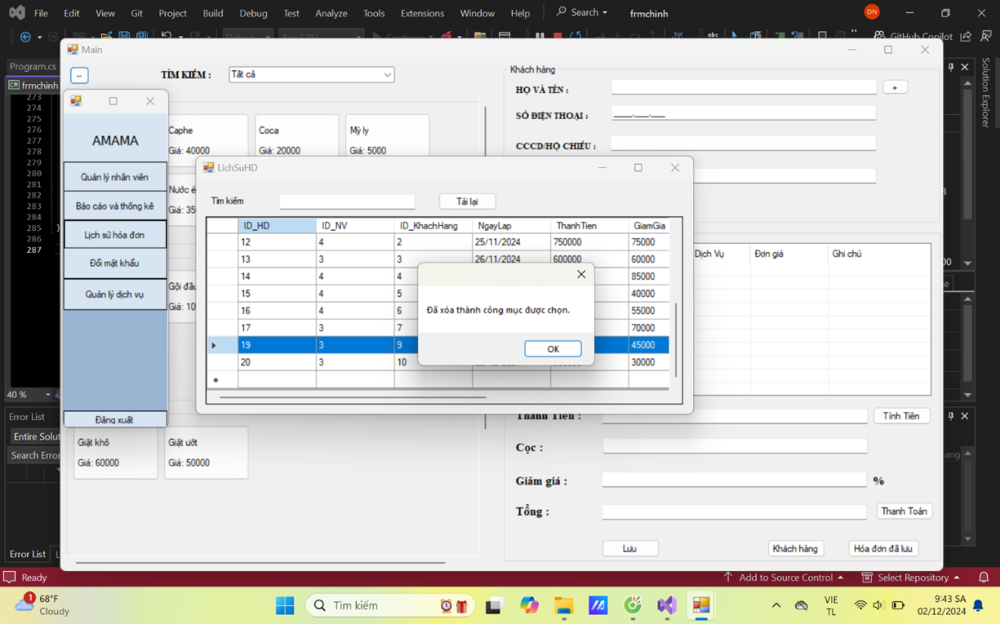 File Edit View Git Project Build Debug Test Analyze Tools Extensions Window Help Search frmchinh DN
GitHub Copilot
Program.cs
frmchinh
273
274
275
276
277
278
279
280
281
282
283
284
285 }
286
287
40 %
Error List
Entire Solut
Search Error
Error List
Solution Explorer
Main
--
TÌM KIẾM :
Tất cả
Caphe
Giá: 40000
Coca
Giá: 20000
Mỳ ly
Giá: 5000
Nước é
Giá: 35
Gội đầu
Giá: 10
Giặt khô
Giá: 60000
Giặt ướt
Giá: 50000
AMAMA
Quản lý nhân viên
Báo cáo và thống kê
Lịch sử hóa đơn
Đổi mật khẩu
Quản lý dịch vụ
Đăng xuất
Khách hàng
HỌ VÀ TÊN :
+
SỐ ĐIỆN THOẠI :
____.___.___
CCCD/HỘ CHIẾU :
LichSuHD
Tìm kiếm
Tải lại
ID_HD ID_NV ID_KhachHang NgayLap ThanhTien GiamGia
12 4 2 25/11/2024 750000 75000
13 3 3 26/11/2024 600000 60000
14 4 4 85000
15 4 5 40000
16 4 6 55000
17 3 7 70000
19 3 9 45000
20 3 10 30000
Đã xóa thành công mục được chọn.
OK
Dịch Vụ Đơn giá Ghi chú
Thành Tiền :
Tính Tiền
Cọc :
Giảm giá :
%
Tổng :
Thanh Toán
Lưu
Khách hàng
Hóa đơn đã lưu
Ready
Add to Source Control
Select Repository
1
68°F
Cloudy
Tìm kiếm
VIE
TL
9:43 SA
02/12/2024